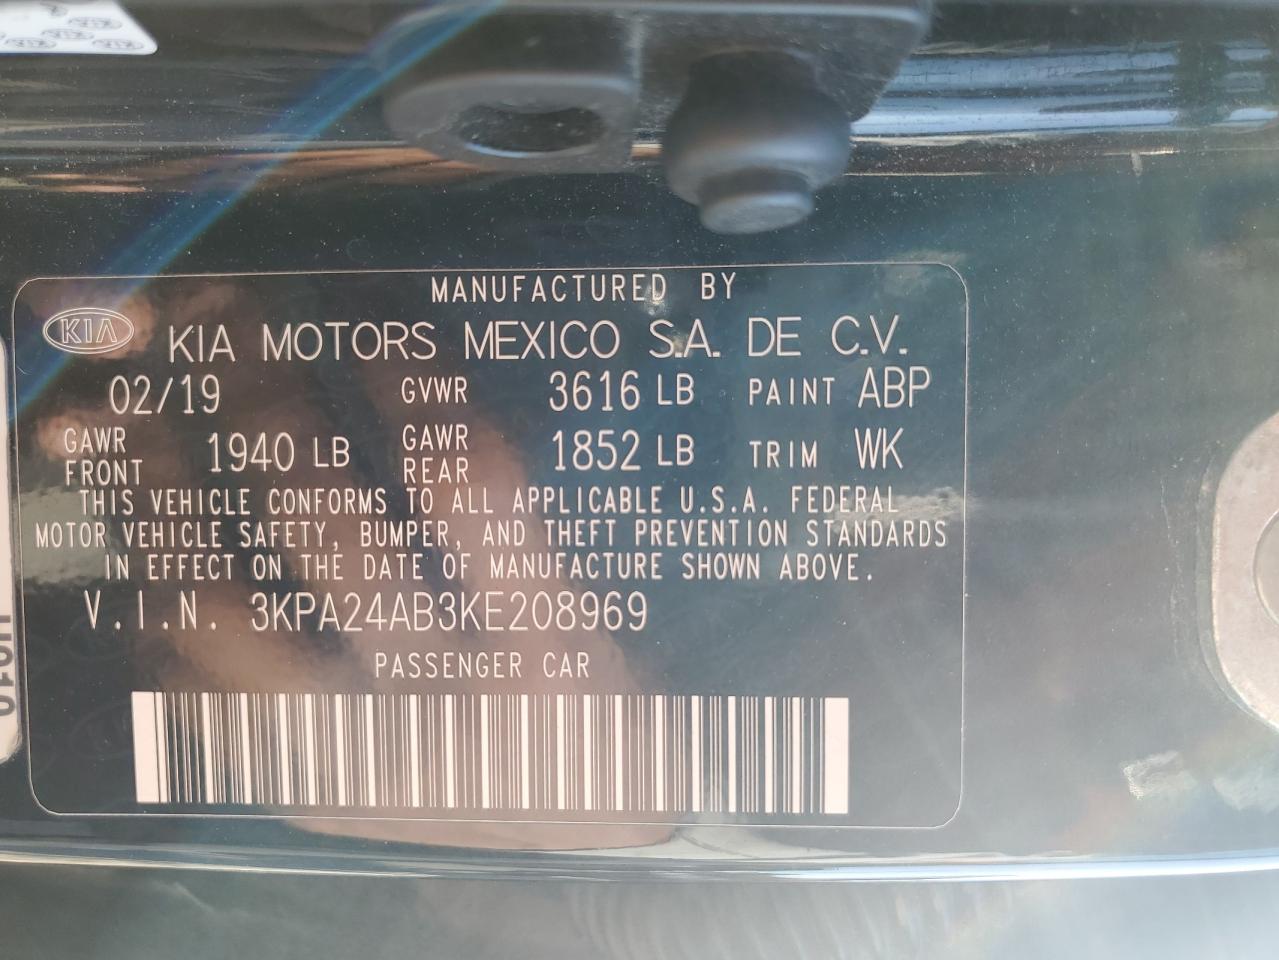 MANUFACTURED BY
KIA KIA MOTORS MEXICO S.A. DE C.V.
02/19 GVWR 3616 LB PAINT ABP
GAWR FRONT 1940 LB GAWR REAR 1852 LB TRIM WK
THIS VEHICLE CONFORMS TO ALL APPLICABLE U.S.A. FEDERAL
MOTOR VEHICLE SAFETY, BUMPER, AND THEFT PREVENTION STANDARDS
IN EFFECT ON THE DATE OF MANUFACTURE SHOWN ABOVE.
V.I.N. 3KPA24AB3KE208969
PASSENGER CAR